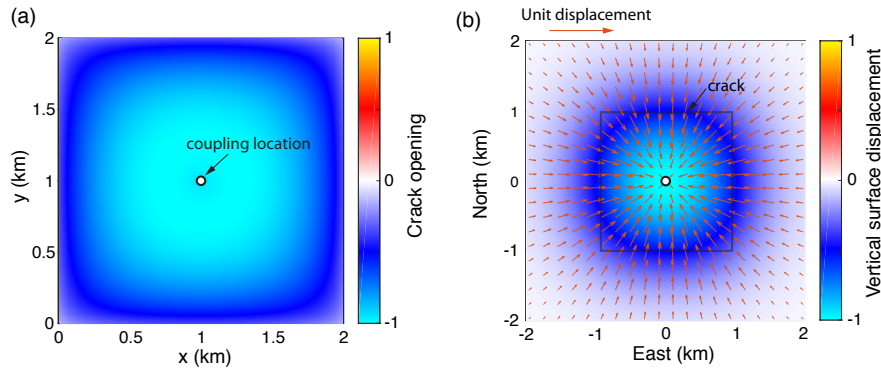 (a)
2
1.5
1
0.5
0
y (km)
0
0.5
1
1.5
2
x (km)
coupling location
1
0
-1
Crack opening
Unit displacement
(b)
2
1
0
-1
-2
North (km)
-2
-1
0
1
2
East (km)
crack
1
0
-1
Vertical surface displacement